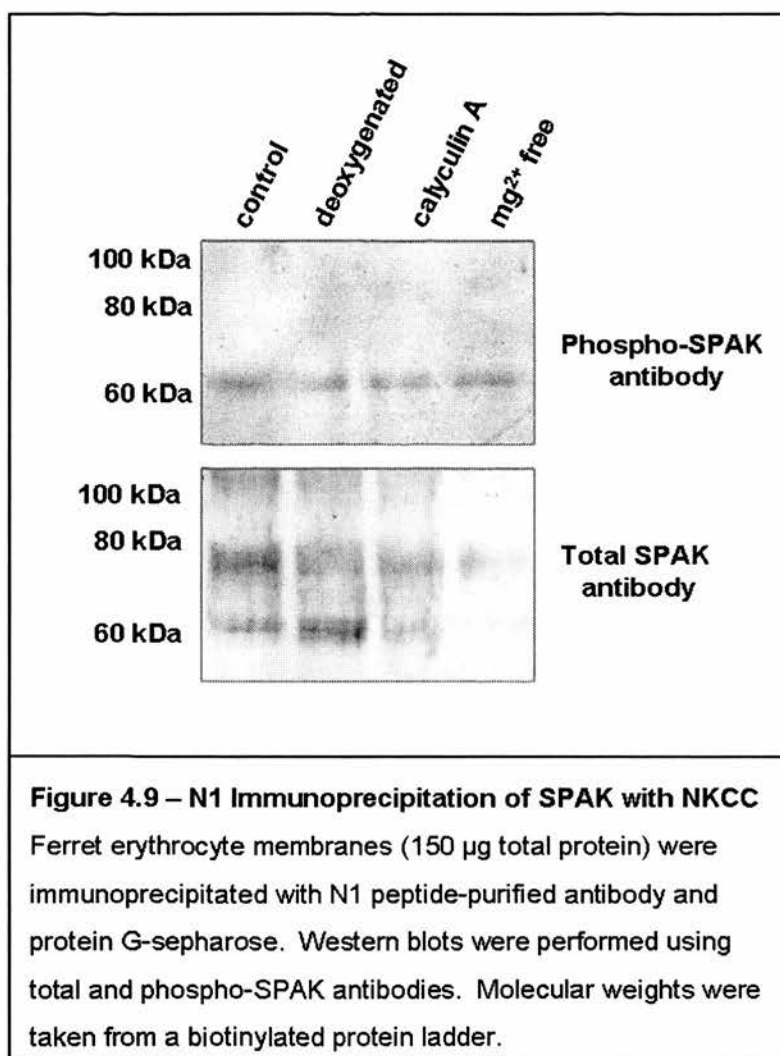 control
deoxygenated
calyculin A
mg²⁺ free
100 kDa
80 kDa
60 kDa
Phospho-SPAK
antibody
100 kDa
80 kDa
60 kDa
Total SPAK
antibody
Figure 4.9 – N1 Immunoprecipitation of SPAK with NKCC
Ferret erythrocyte membranes (150 µg total protein) were
immunoprecipitated with N1 peptide-purified antibody and
protein G-sepharose. Western blots were performed using
total and phospho-SPAK antibodies. Molecular weights were
taken from a biotinylated protein ladder.